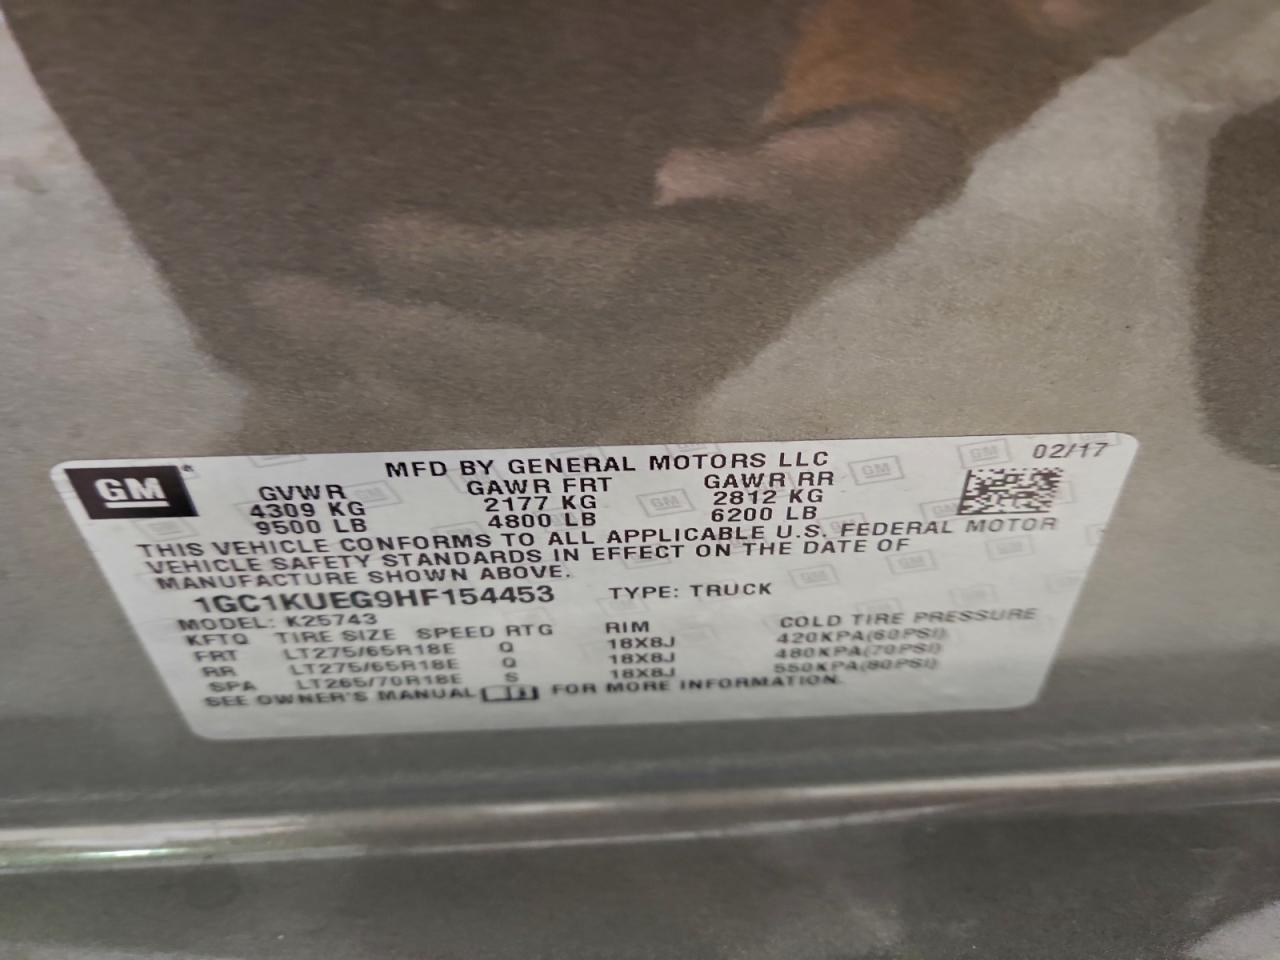 GM
MFD BY GENERAL MOTORS LLC 02/17
GVWR GAWR FRT GAWR RR
4309 KG 2177 KG 2812 KG
9500 LB 4800 LB 6200 LB
THIS VEHICLE CONFORMS TO ALL APPLICABLE U.S. FEDERAL MOTOR
VEHICLE SAFETY STANDARDS IN EFFECT ON THE DATE OF
MANUFACTURE SHOWN ABOVE.
1GC1KUEG9HF154453 TYPE: TRUCK
MODEL: K25743
KFTQ TIRE SIZE SPEED RTG RIM COLD TIRE PRESSURE
FRT LT275/65R18E Q 18X8J 420KPA(60PSI)
RR LT275/65R18E Q 18X8J 480KPA(70PSI)
SPA LT265/70R18E S 18X8J 550KPA(80PSI)
SEE OWNER'S MANUAL FOR MORE INFORMATION.